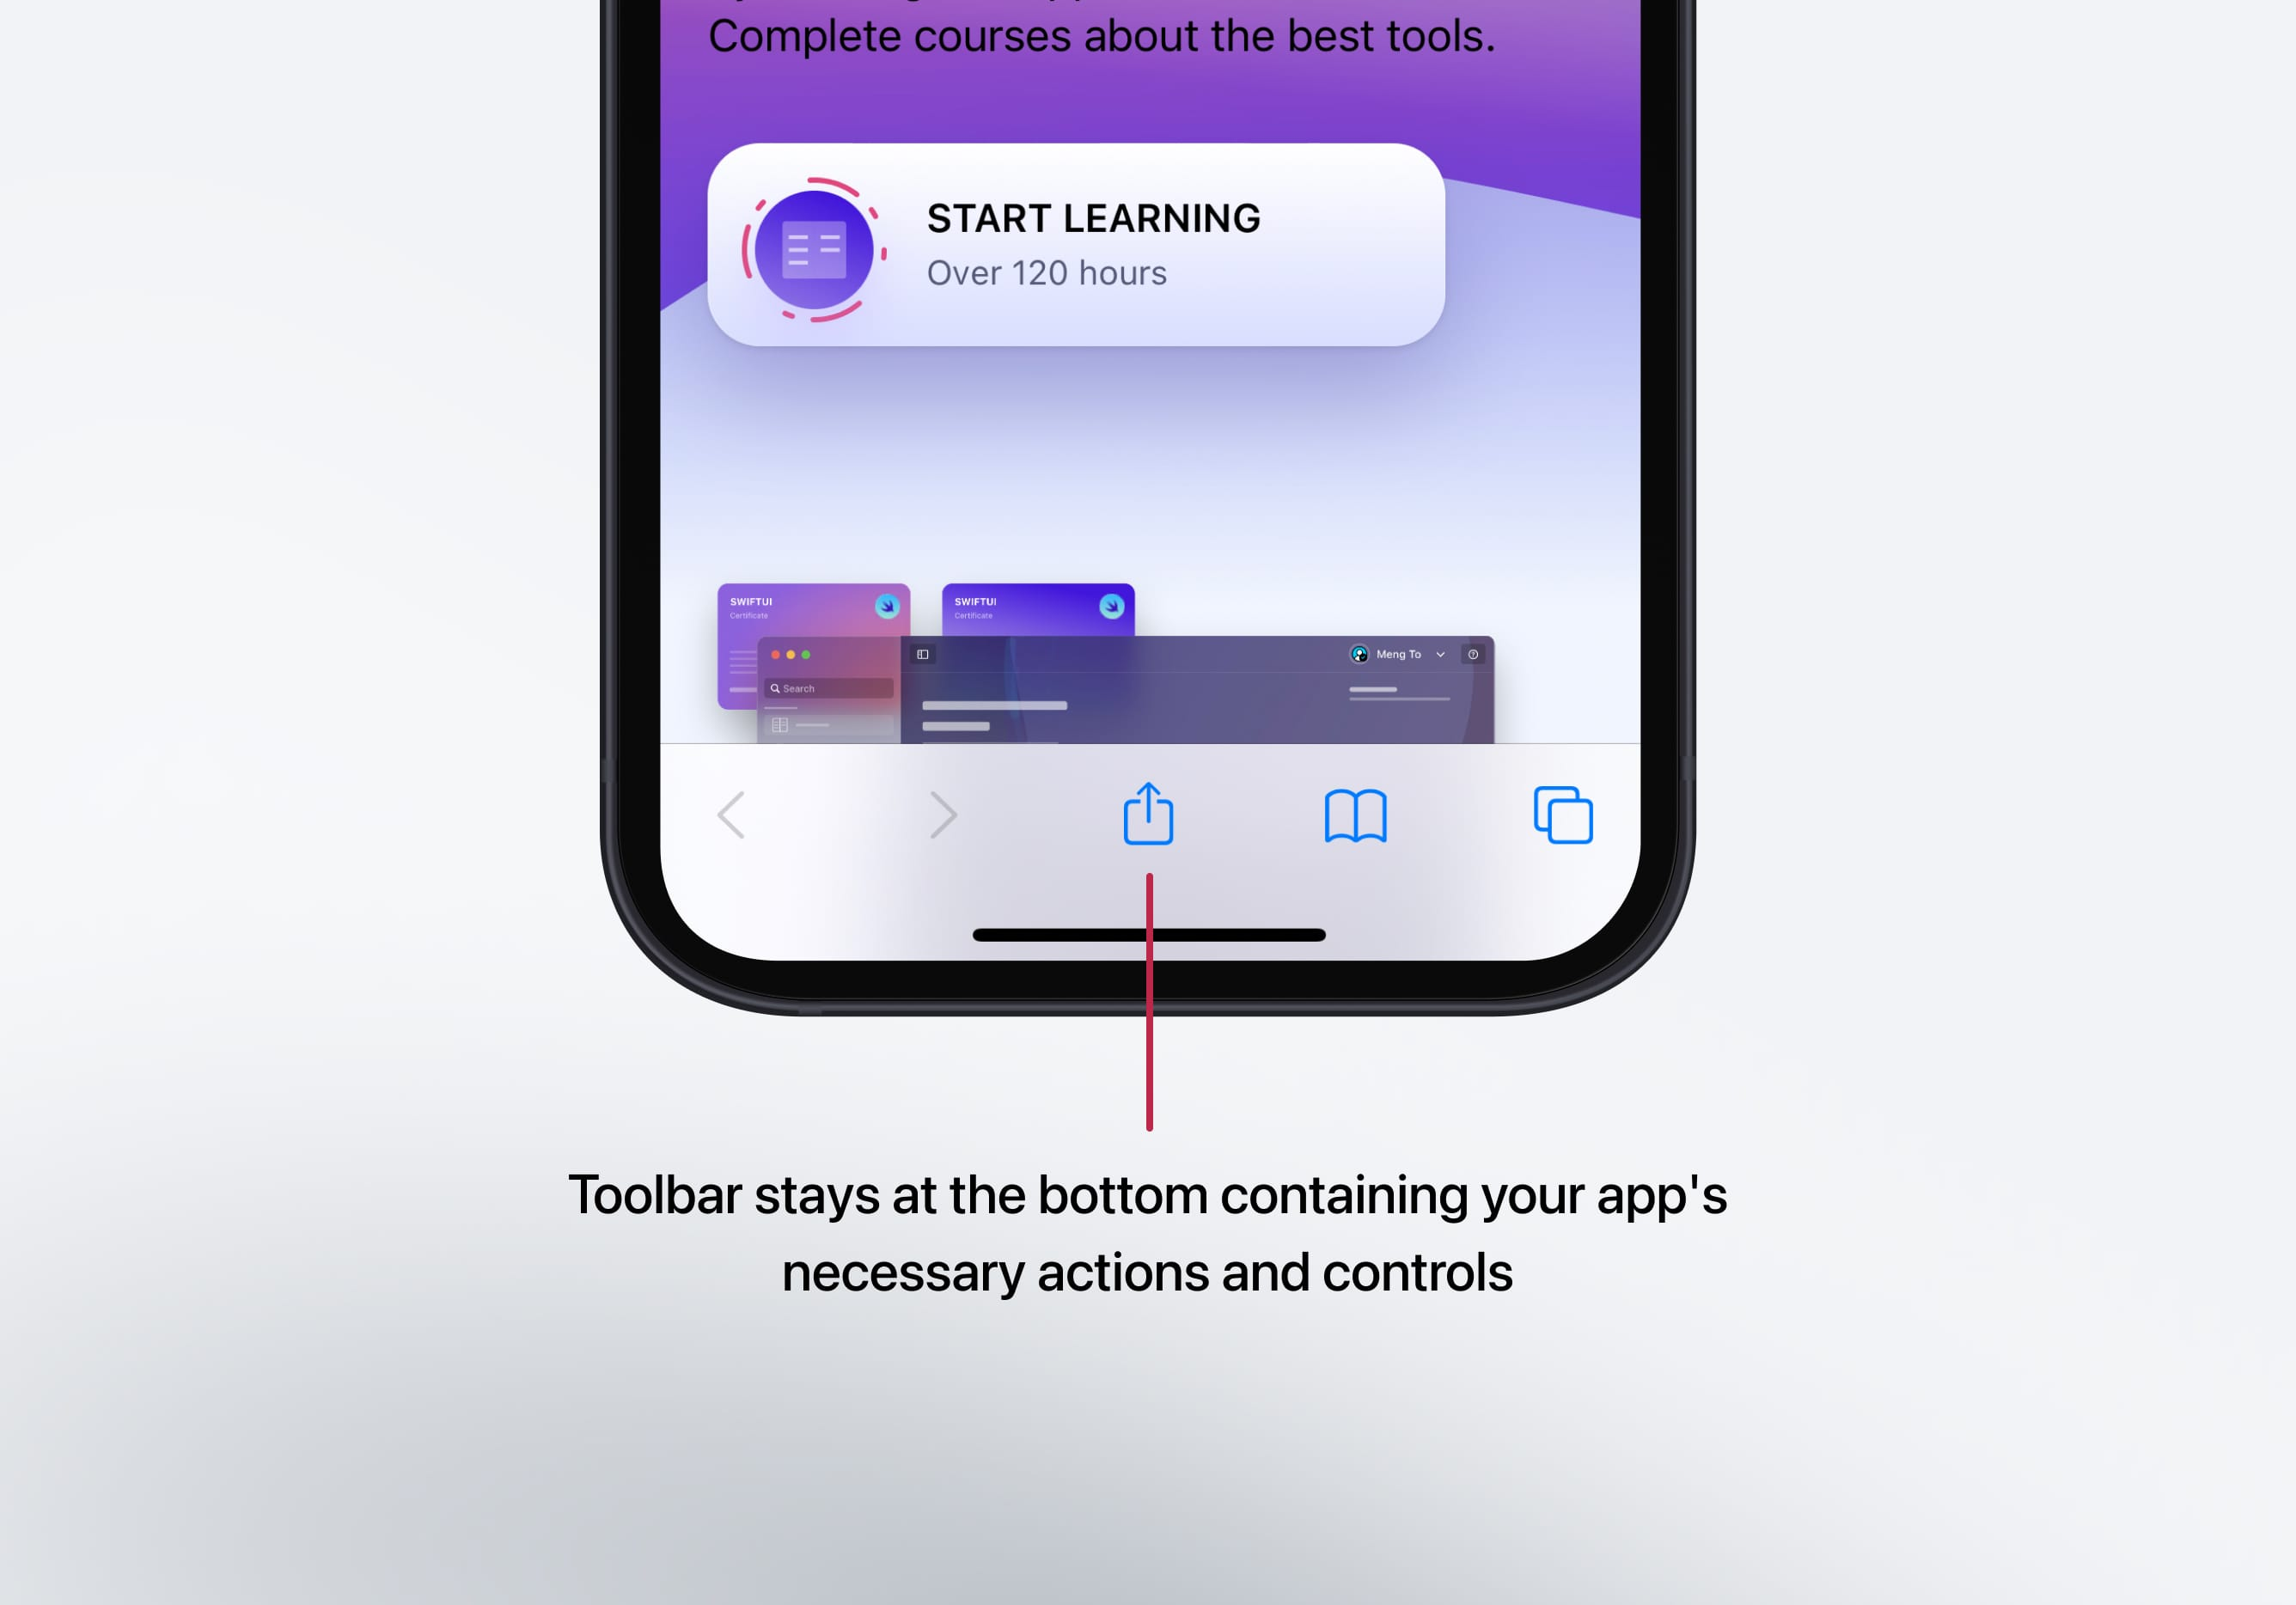 Complete courses about the best tools.
START LEARNING
Over 120 hours
SWIFTUI
Certificate
SWIFTUI
Certificate
Meng To
Search
Toolbar stays at the bottom containing your app's
necessary actions and controls